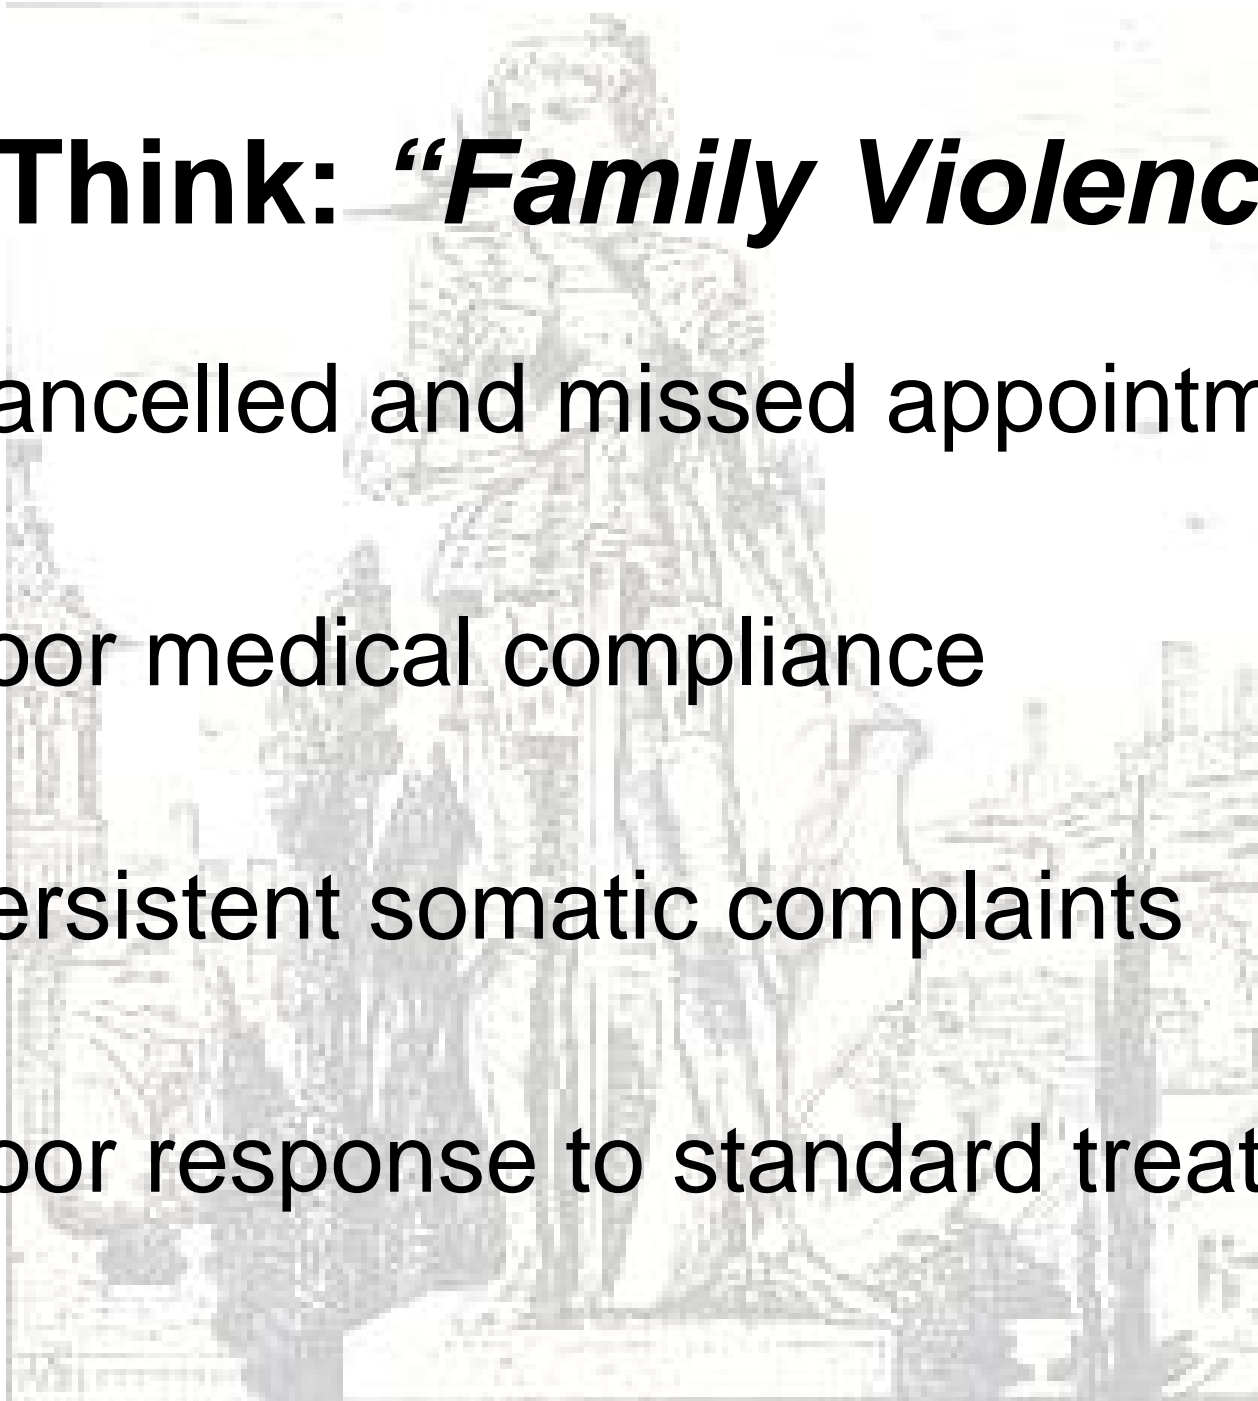 Think: “Family Violenc
ancelled and missed appointm
oor medical compliance
ersistent somatic complaints
oor response to standard treat